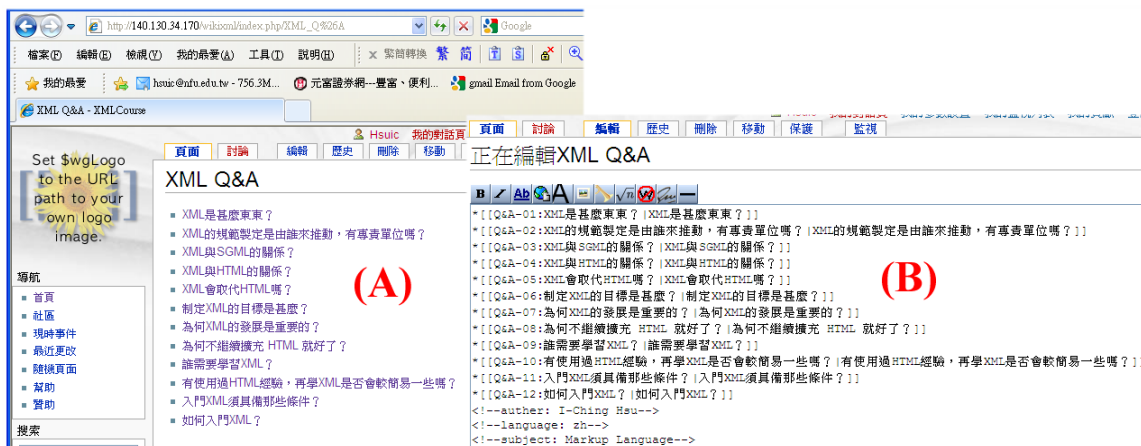 http://140.130.34.170/wikixml/index.php/XML_Q%26A
Google
檔案(F) 編輯(E) 檢視(V) 我的最愛(A) 工具(T) 說明(H)
x 繁簡轉換 繁 简
我的最愛
hsuic@nfu.edu.tw - 756.3M...
元富證券網---豐富、便利...
gmail Email from Google
XML Q&A - XMLCourse
Set $wgLogo
to the URL
path to your
own logo
image.
導航
首頁
社區
現時事件
最近更改
隨機頁面
幫助
贊助
搜索
Hsuic 我的對話頁
頁面 討論 編輯 歷史 刪除 移動
XML Q&A
XML是甚麼東東？
XML的規範製定是由誰來推動，有專責單位嗎？
XML與SGML的關係？
XML與HTML的關係？
XML會取代HTML嗎？
制定XML的目標是甚麼？
為何XML的發展是重要的？
為何不繼續擴充 HTML 就好了？
誰需要學習XML？
有使用過HTML經驗，再學XML是否會較簡易一些嗎？
入門XML須具備那些條件？
如何入門XML？
(A)
頁面 討論 編輯 歷史 刪除 移動 保護 監視
正在編輯XML Q&A
B I Ab A √n W
*[[Q&A-01:XML是甚麼東東？|XML是甚麼東東？]]
*[[Q&A-02:XML的規範製定是由誰來推動，有專責單位嗎？|XML的規範製定是由誰來推動，有專責單位嗎？]]
*[[Q&A-03:XML與SGML的關係？|XML與SGML的關係？]]
*[[Q&A-04:XML與HTML的關係？|XML與HTML的關係？]]
*[[Q&A-05:XML會取代HTML嗎？|XML會取代HTML嗎？]]
*[[Q&A-06:制定XML的目標是甚麼？|制定XML的目標是甚麼？]]
*[[Q&A-07:為何XML的發展是重要的？|為何XML的發展是重要的？]]
*[[Q&A-08:為何不繼續擴充 HTML 就好了？|為何不繼續擴充 HTML 就好了？]]
*[[Q&A-09:誰需要學習XML？|誰需要學習XML？]]
*[[Q&A-10:有使用過HTML經驗，再學XML是否會較簡易一些嗎？|有使用過HTML經驗，再學XML是否會較簡易一些嗎？]]
*[[Q&A-11:入門XML須具備那些條件？|入門XML須具備那些條件？]]
*[[Q&A-12:如何入門XML？|如何入門XML？]]
<!--auther: I-Ching Hsu-->
<!--language: zh-->
<!--subject: Markup Language-->
(B)